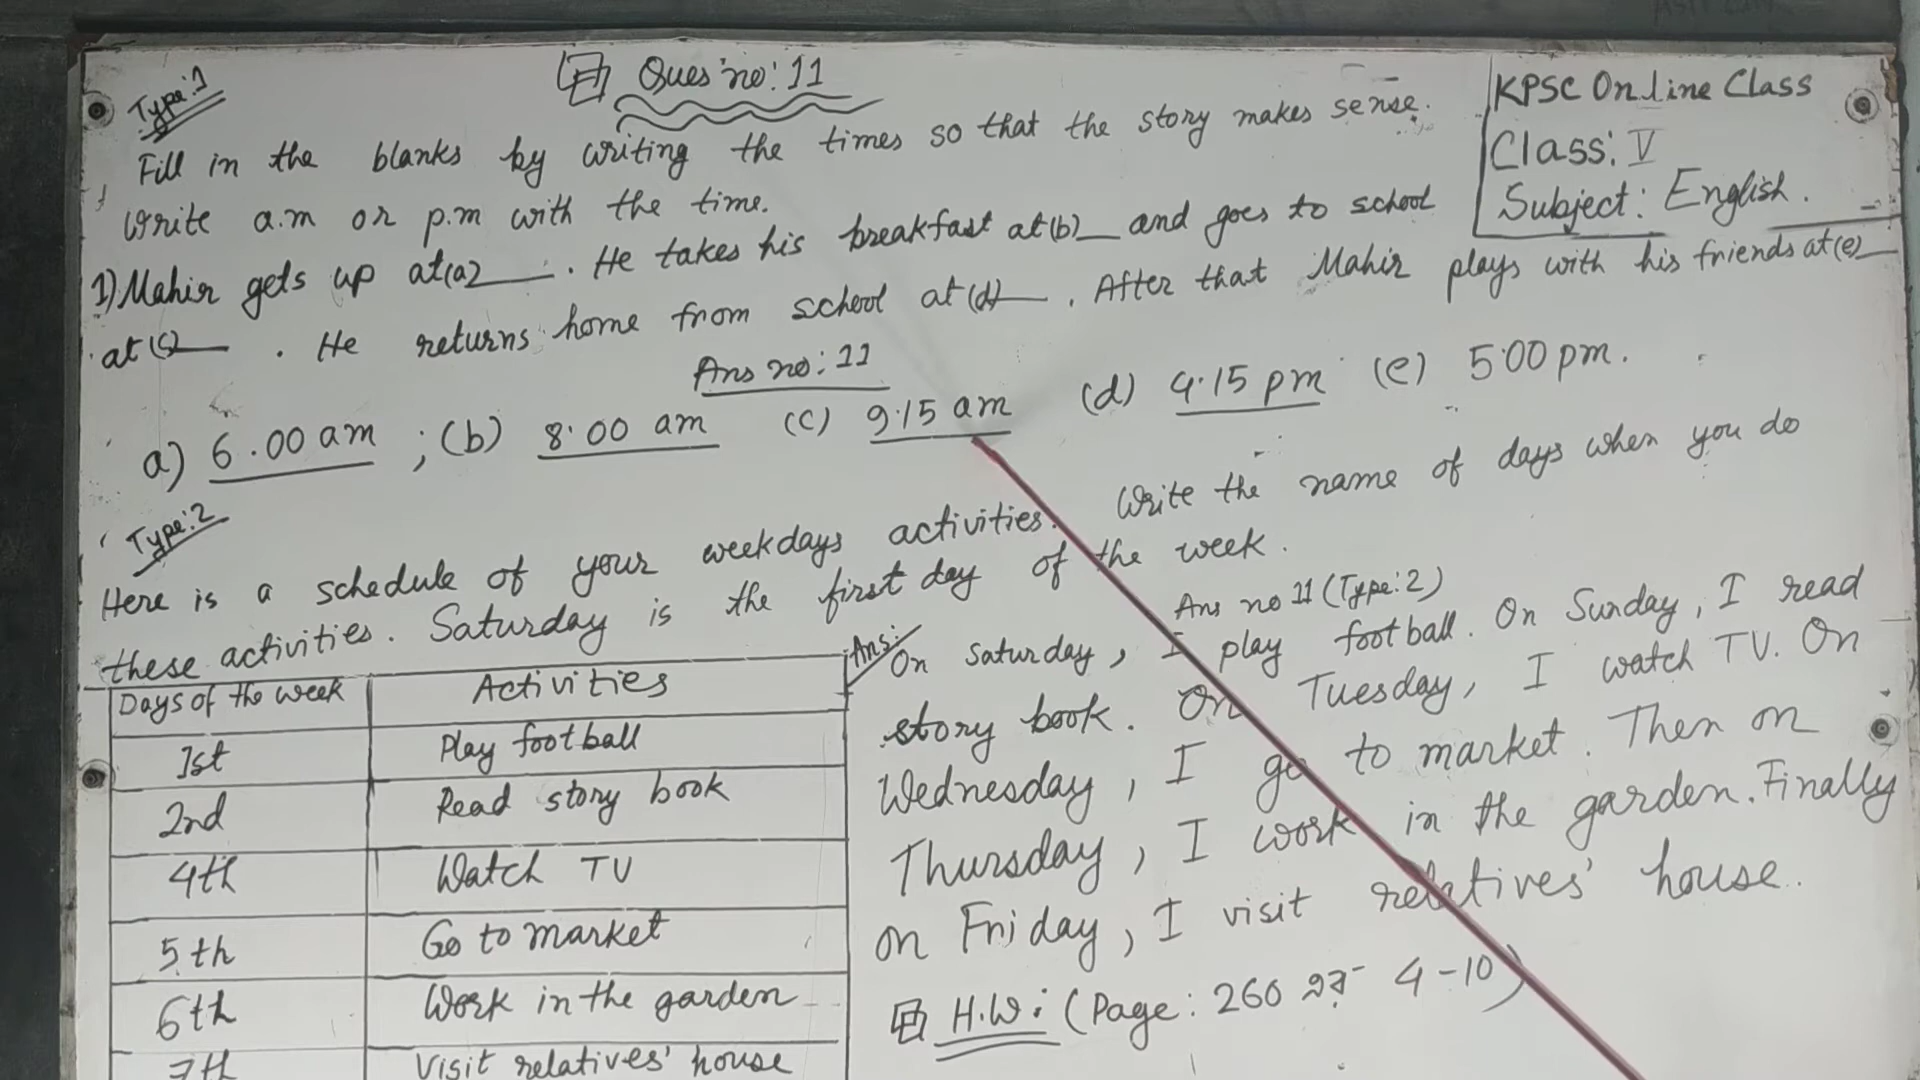 Ques'no: 11
KPSC Online Class
Class: V
Subject: English.
Type:1
Fill in the blanks by writing the times so that the story makes sense.
Write a.m or p.m with the time.
1) Mahir gets up at (a) ___. He takes his breakfast at (b) __ and goes to school
at (c) ___. He returns home from school at (d) ___. After that Mahir plays with his friends at (e) ___
Ans no: 11
a) 6.00 am ; (b) 8.00 am (c) 9.15 am (d) 4.15 pm (e) 5.00 pm.
Type:2
Here is a schedule of your weekdays activities. Write the name of days when you do
these activities. Saturday is the first day of the week.
Days of the week Activities
1st Play football
2nd Read story book
4th Watch TV
5th Go to market
6th Work in the garden
7th Visit relatives' house
Ans no 11 (Type:2)
Ans: On Saturday, I play football. On Sunday, I read
story book. On Tuesday, I watch TV. On
Wednesday, I go to market. Then on
Thursday, I work in the garden. Finally
on Friday, I visit relatives' house.
H.W: (Page: 260 এর 4-10)